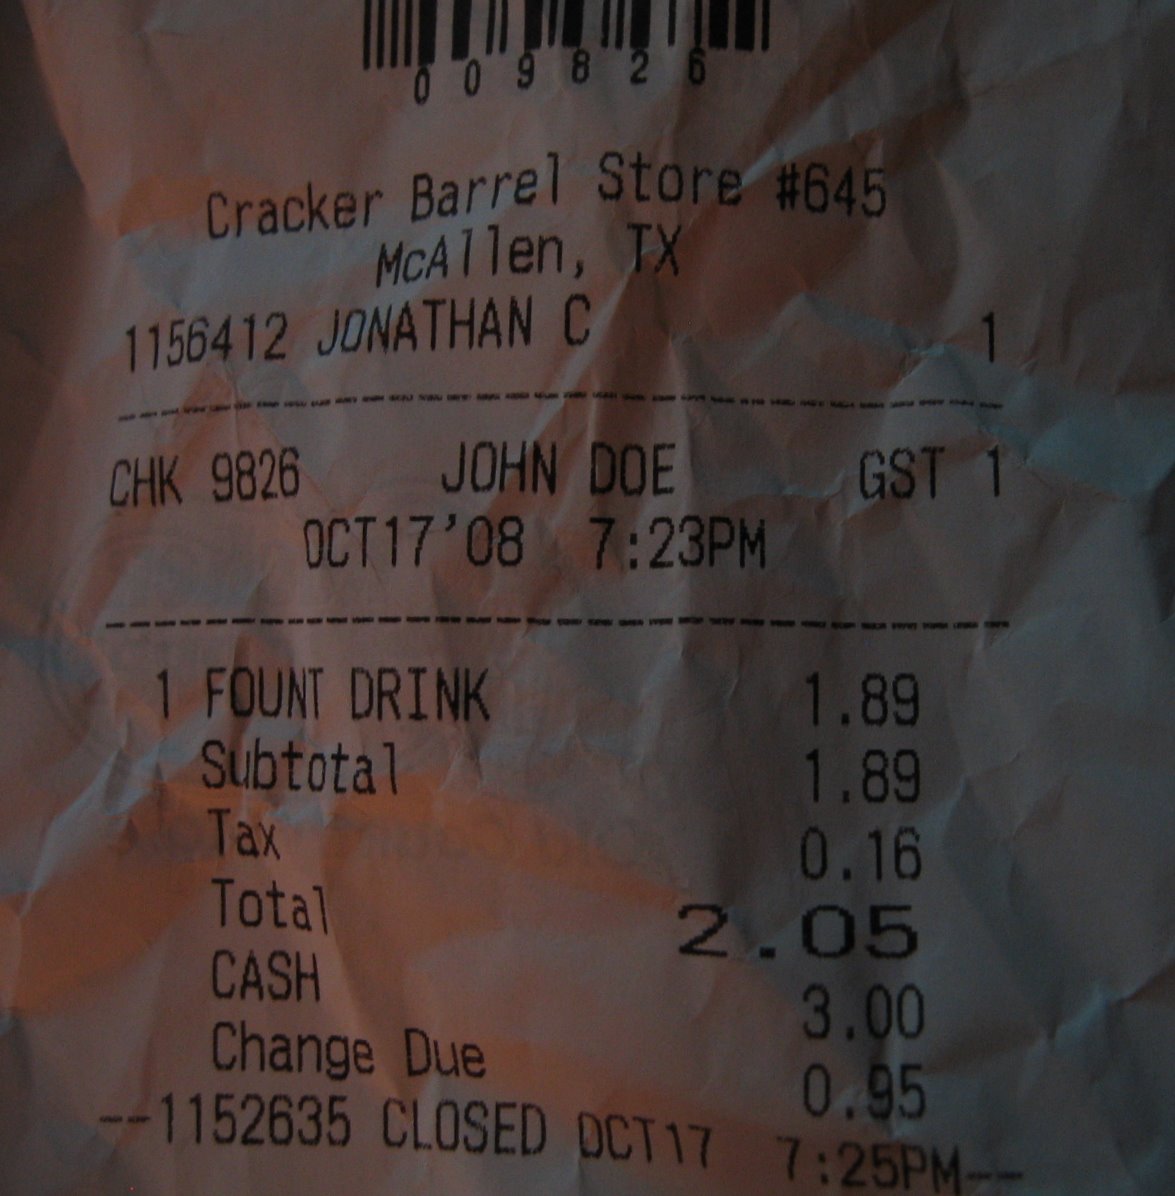 009826
Cracker Barrel Store #645
McAllen, TX
1156412 JONATHAN C 1
--------------------------------------
CHK 9826 JOHN DOE GST 1
OCT17'08 7:23PM
--------------------------------------
1 FOUNT DRINK 1.89
Subtotal 1.89
Tax 0.16
Total 2.05
CASH 3.00
Change Due 0.95
--1152635 CLOSED OCT17 7:25PM--